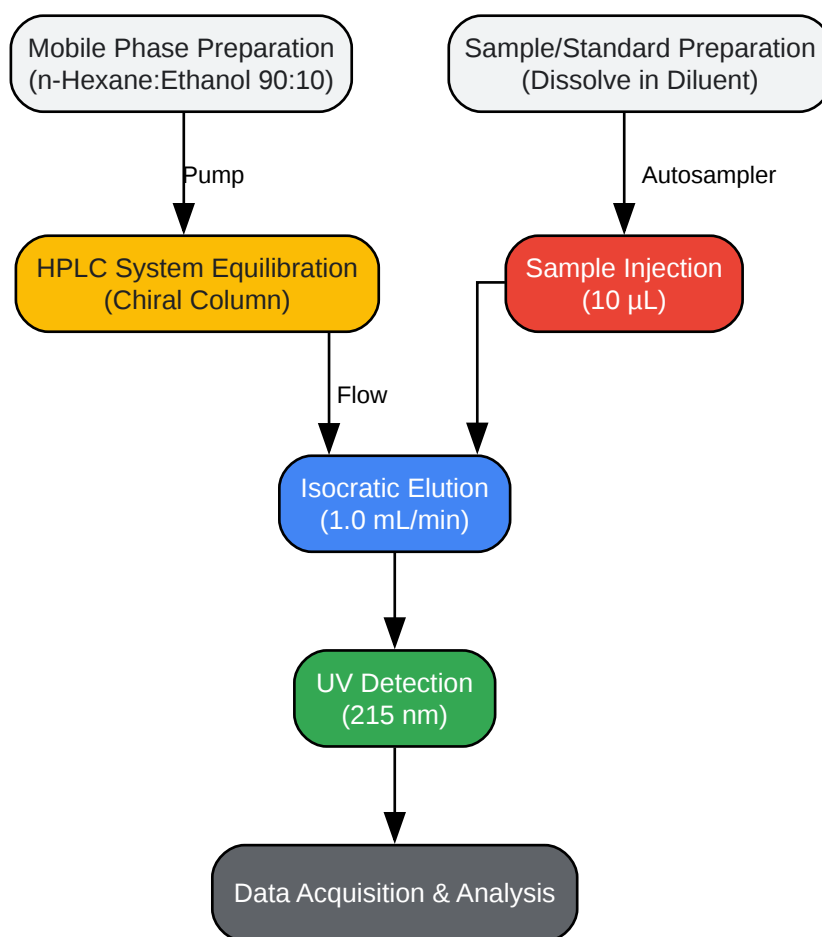 Mobile Phase Preparation
(n-Hexane:Ethanol 90:10)
Sample/Standard Preparation
(Dissolve in Diluent)
Pump
Autosampler
HPLC System Equilibration
(Chiral Column)
Sample Injection
(10 µL)
Flow
Isocratic Elution
(1.0 mL/min)
UV Detection
(215 nm)
Data Acquisition & Analysis